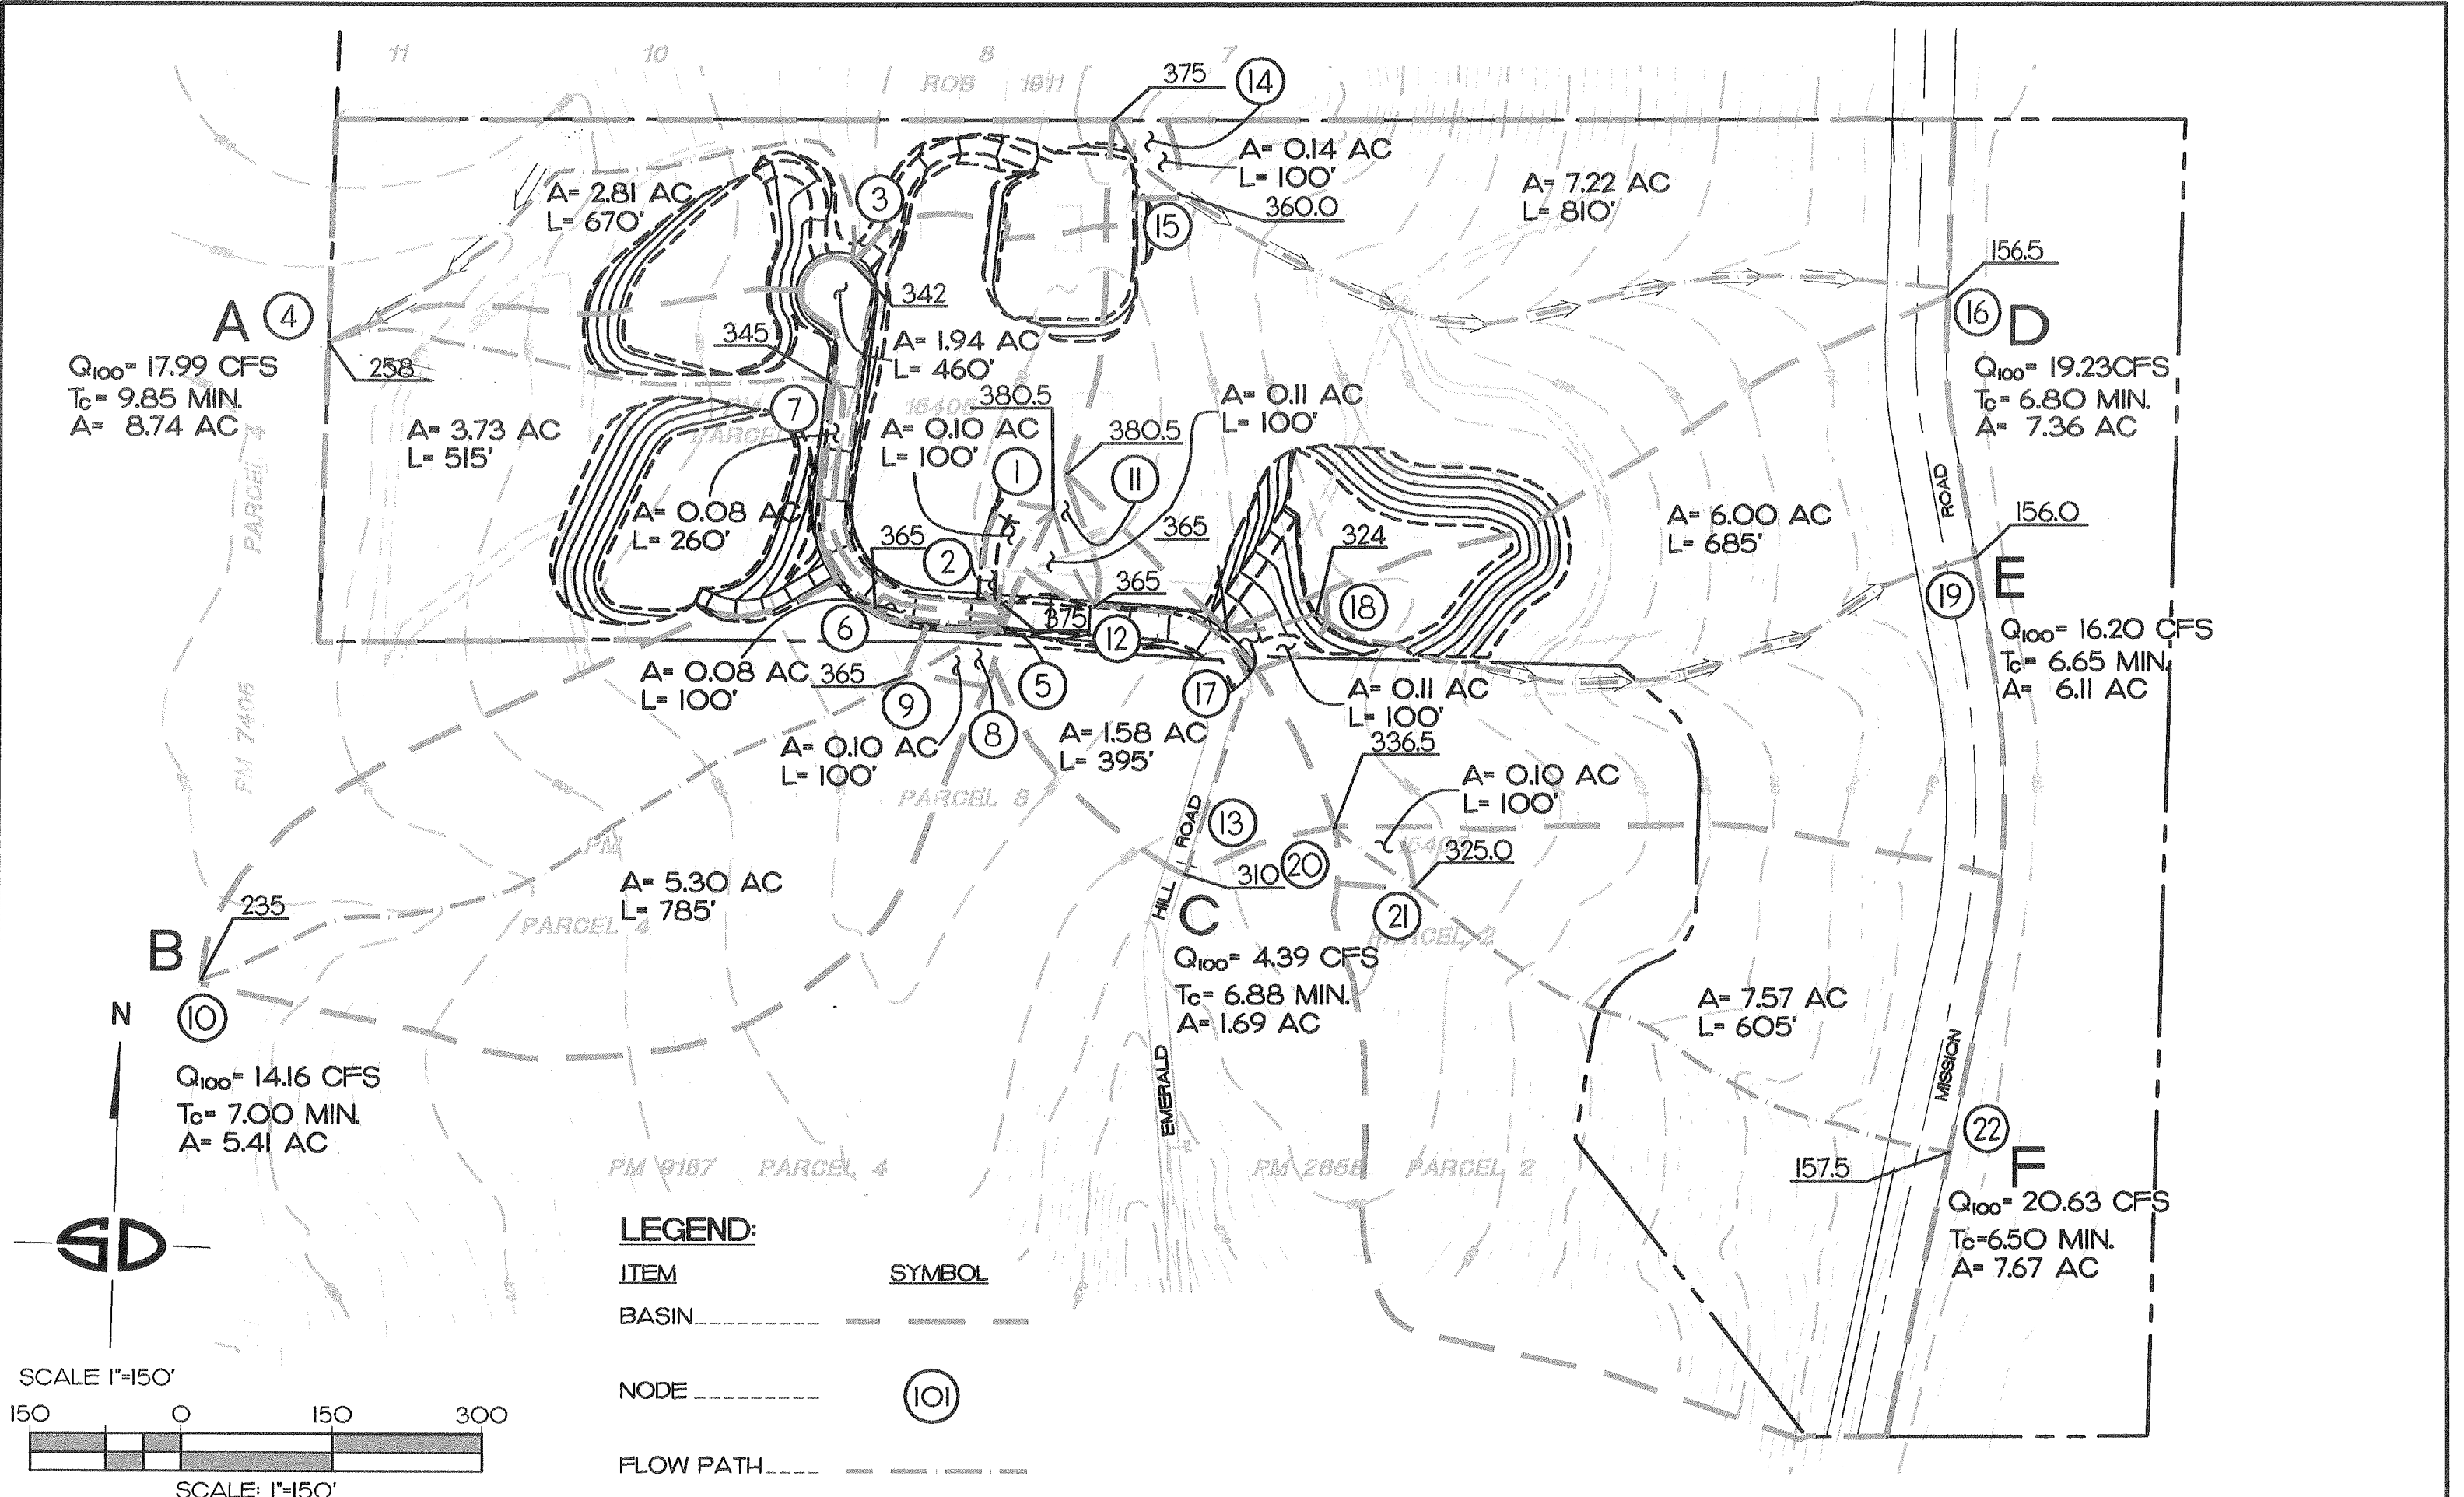 11
10
8
7
ROS 1911
375
14
A= 0.14 AC
L= 100'
360.0
15
A= 7.22 AC
L= 810'
A= 2.81 AC
L= 670'
3
342
A= 1.94 AC
L= 460'
345
A
4
258
Q100= 17.99 CFS
Tc= 9.85 MIN.
A= 8.74 AC
156.5
16
D
Q100= 19.23CFS
Tc= 6.80 MIN.
A= 7.36 AC
A= 3.73 AC
L= 515'
7
PARCEL
A= 0.10 AC
L= 100'
380.5
1
380.5
11
A= 0.11 AC
L= 100'
365
A= 0.08 AC
L= 260'
365
2
324
18
A= 6.00 AC
L= 685'
ROAD
156.0
19
E
Q100= 16.20 CFS
Tc= 6.65 MIN.
A= 6.11 AC
PARCEL 4
PM 7405
6
375
365
12
5
A= 0.08 AC
L= 100'
365
9
8
A= 0.10 AC
L= 100'
A= 1.58 AC
L= 395'
17
A= 0.11 AC
L= 100'
336.5
A= 0.10 AC
L= 100'
PARCEL 3
ROAD
13
310
20
325.0
21
HILL
C
Q100= 4.39 CFS
Tc= 6.88 MIN.
A= 1.69 AC
PARCEL 2
PM
A= 5.30 AC
L= 785'
PARCEL 4
235
B
10
Q100= 14.16 CFS
Tc= 7.00 MIN.
A= 5.41 AC
N
EMERALD
A= 7.57 AC
L= 605'
MISSION
22
157.5
F
Q100= 20.63 CFS
Tc=6.50 MIN.
A= 7.67 AC
PM 9187 PARCEL 4
PARCEL 2
SD
LEGEND:
ITEM SYMBOL
BASIN
NODE 101
FLOW PATH
SCALE 1"=150'
150 0 150 300
SCALE: 1"=150'